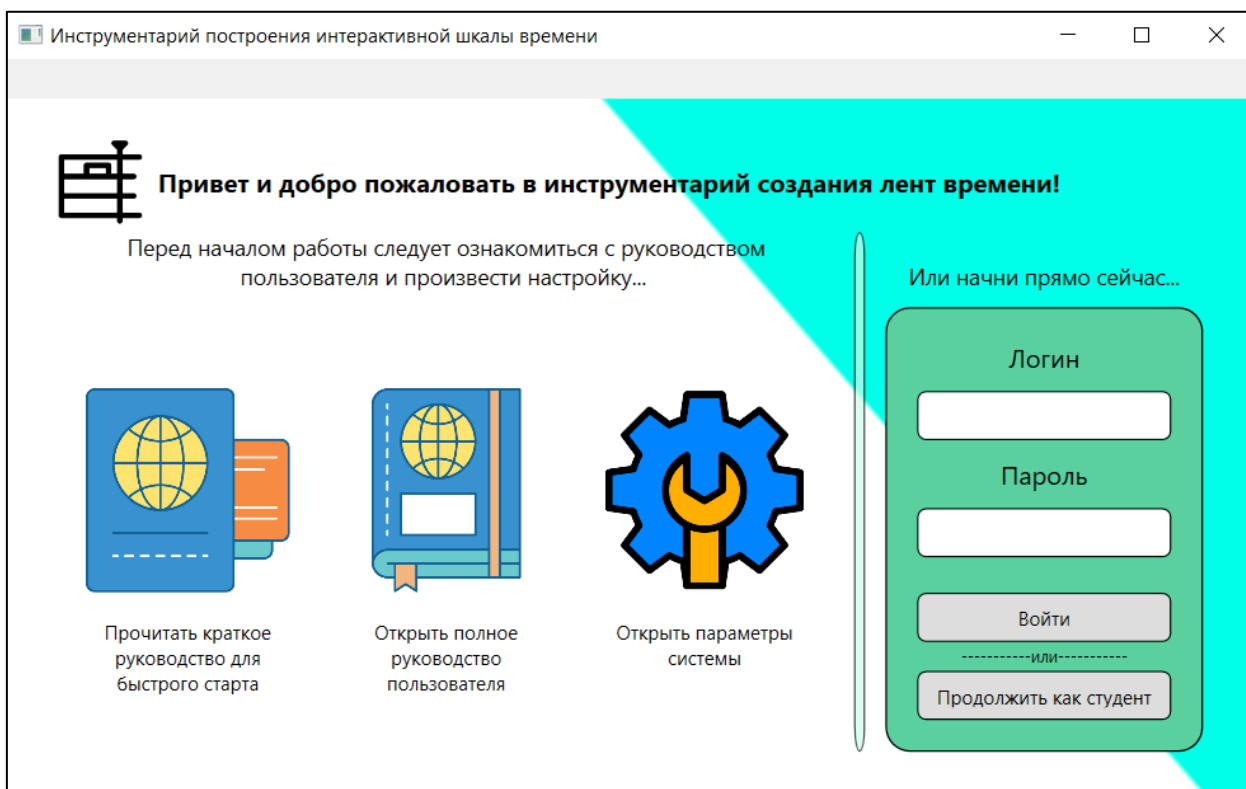 Инструментарий построения интерактивной шкалы времени
Привет и добро пожаловать в инструментарий создания лент времени!
Перед началом работы следует ознакомиться с руководством
пользователя и произвести настройку...
Прочитать краткое
руководство для
быстрого старта
Открыть полное
руководство
пользователя
Открыть параметры
системы
Или начни прямо сейчас...
Логин
Пароль
Войти
-----------или-----------
Продолжить как студент